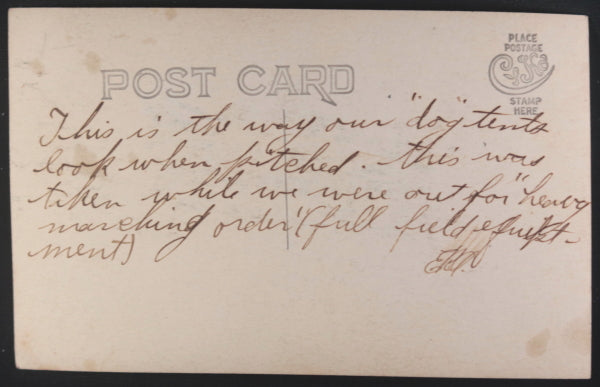 PLACE
POSTAGE
STAMP
HERE
POST CARD
This is the way our "dog" tents
look when pitched. this was
taken while we were out for "heavy
marching order" (full field equipt-
ment)